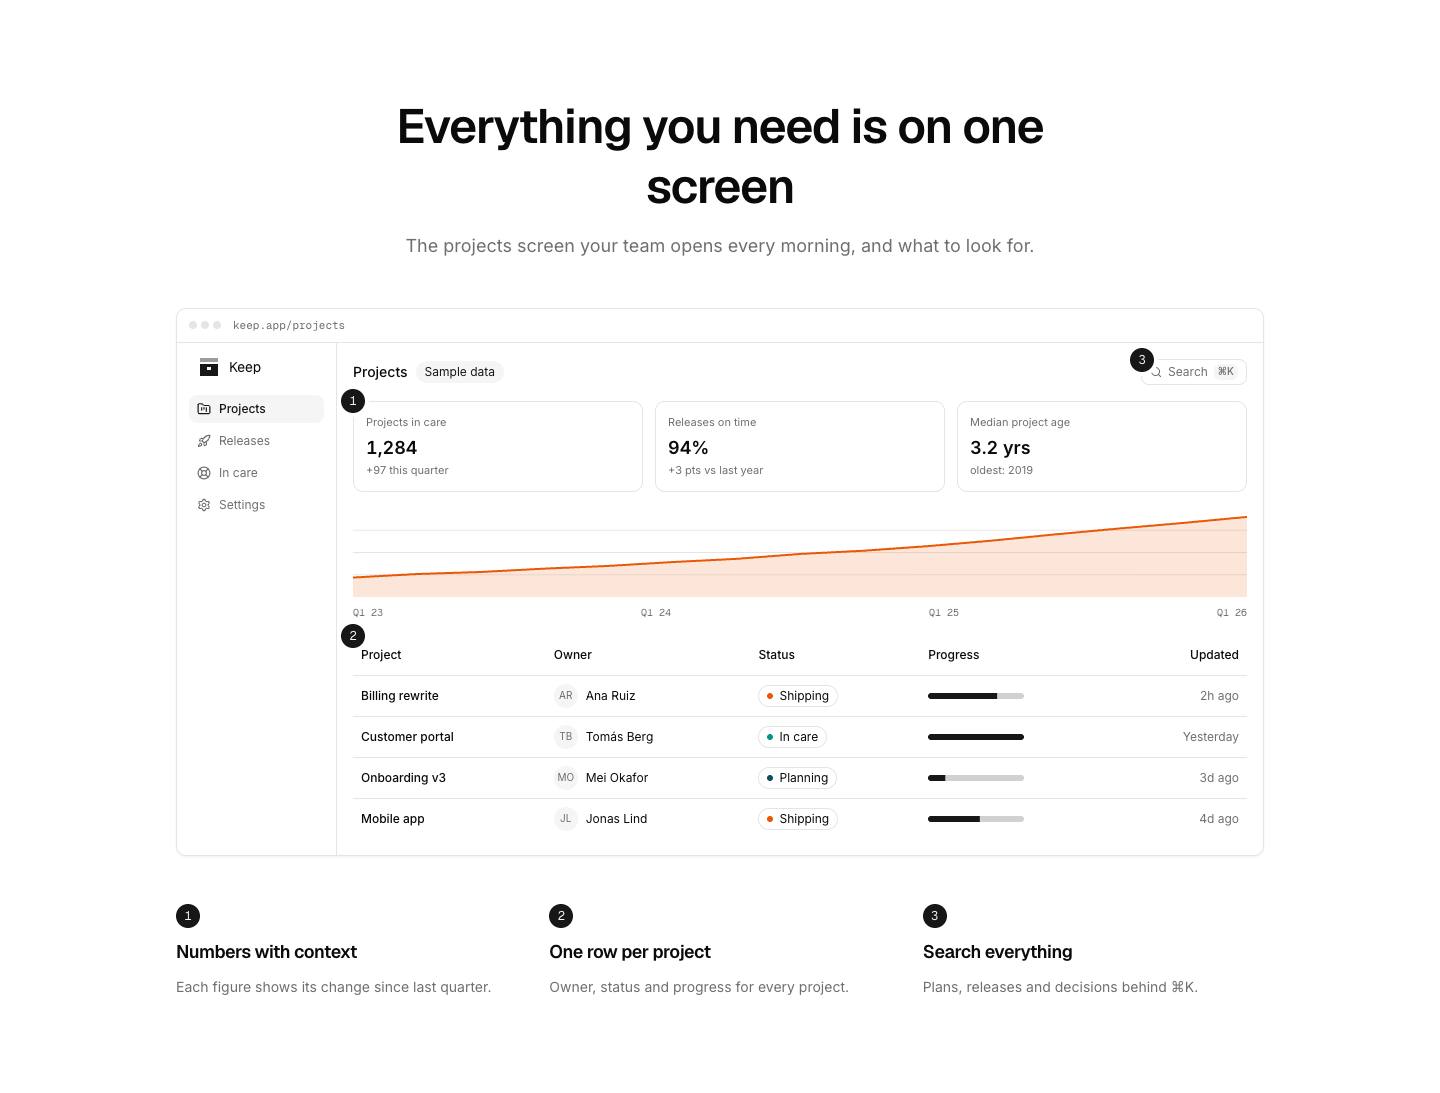 Everything you need is on one
screen
The projects screen your team opens every morning, and what to look for.
keep.app/projects
Keep
Projects
Releases
In care
Settings
Projects Sample data
3
Search ⌘K
1
Projects in care
1,284
+97 this quarter
Releases on time
94%
+3 pts vs last year
Median project age
3.2 yrs
oldest: 2019
Q1 23 Q1 24 Q1 25 Q1 26
2
Project Owner Status Progress Updated
Billing rewrite AR Ana Ruiz Shipping 2h ago
Customer portal TB Tomás Berg In care Yesterday
Onboarding v3 MO Mei Okafor Planning 3d ago
Mobile app JL Jonas Lind Shipping 4d ago
1
Numbers with context
Each figure shows its change since last quarter.
2
One row per project
Owner, status and progress for every project.
3
Search everything
Plans, releases and decisions behind ⌘K.